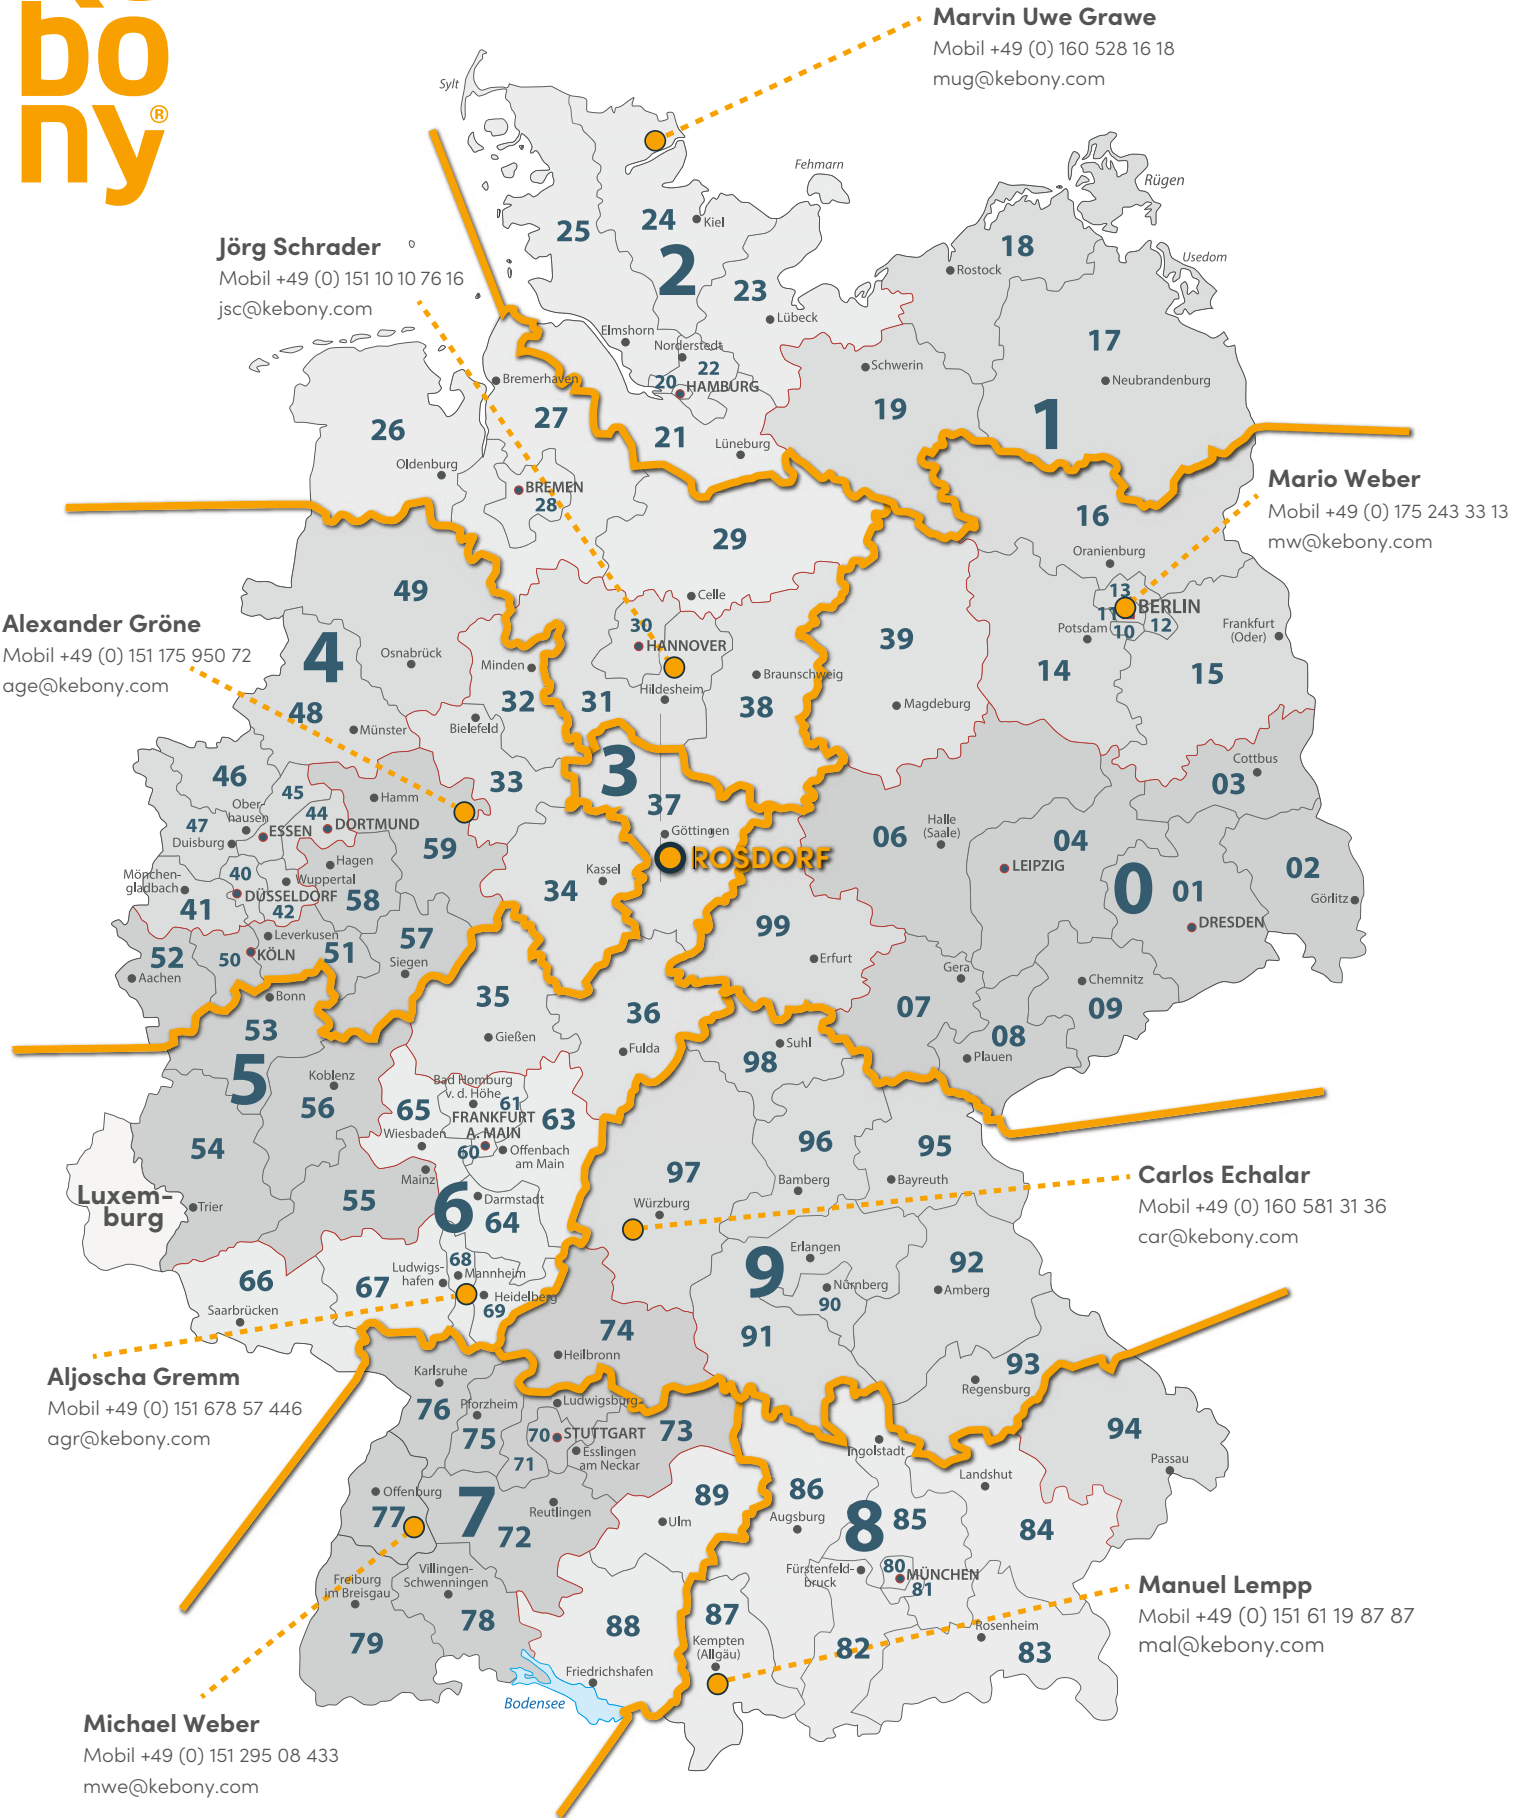 bo
ny®
Marvin Uwe Grawe
Mobil +49 (0) 160 528 16 18
mug@kebony.com
Sylt
Fehmarn
Rügen
Usedom
25
24
Kiel
2
23
18
Rostock
Jörg Schrader
Mobil +49 (0) 151 10 10 76 16
jsc@kebony.com
Lübeck
Elmshorn
Norderstedt
22
20
HAMBURG
17
Schwerin
Neubrandenburg
19
1
Bremerhaven
27
26
21
Lüneburg
Oldenburg
BREMEN
28
29
Mario Weber
Mobil +49 (0) 175 243 33 13
mw@kebony.com
16
Oranienburg
13
BERLIN
11
10
12
Potsdam
Frankfurt
(Oder)
14
15
49
Celle
30
HANNOVER
39
Alexander Gröne
Mobil +49 (0) 151 175 950 72
age@kebony.com
4
Osnabrück
Minden
Braunschweig
Hildesheim
32
31
38
Magdeburg
48
Münster
Bielefeld
3
46
45
33
37
Cottbus
03
Hamm
Ober-
hausen
44
47
ESSEN
DORTMUND
Duisburg
59
Göttingen
ROSDORF
06
Halle
(Saale)
04
LEIPZIG
0
01
02
Görlitz
DRESDEN
Mönchen-
gladbach
40
Hagen
Wuppertal
DÜSSELDORF
41
42
58
Kassel
34
99
Erfurt
52
50
Leverkusen
KÖLN
51
57
Siegen
Aachen
Bonn
Gera
Chemnitz
07
09
08
Plauen
35
Gießen
36
Fulda
53
5
Koblenz
56
98
Suhl
Bad Homburg
v. d. Höhe
61
63
65
FRANKFURT
A. MAIN
Wiesbaden
60
Offenbach
am Main
Mainz
54
55
Luxem-
burg
Trier
6
Darmstadt
64
96
95
97
Bamberg
Bayreuth
Würzburg
Carlos Echalar
Mobil +49 (0) 160 581 31 36
car@kebony.com
9
Erlangen
Nürnberg
90
92
Amberg
66
67
68
Ludwigs-
hafen
Mannheim
Heidelberg
69
Saarbrücken
74
Heilbronn
91
93
Regensburg
Aljoscha Gremm
Mobil +49 (0) 151 678 57 446
agr@kebony.com
Karlsruhe
76
Pforzheim
Ludwigsburg
75
70
STUTTGART
73
Esslingen
am Neckar
71
94
Passau
Ingolstadt
Landshut
Offenburg
77
7
72
Reutlingen
89
Ulm
86
Augsburg
8
85
84
Fürstenfeld-
bruck
80
MÜNCHEN
81
Villingen-
Schwenningen
Freiburg
im Breisgau
78
79
88
87
Kempten
(Allgäu)
82
Rosenheim
83
Friedrichshafen
Bodensee
Manuel Lempp
Mobil +49 (0) 151 61 19 87 87
mal@kebony.com
Michael Weber
Mobil +49 (0) 151 295 08 433
mwe@kebony.com